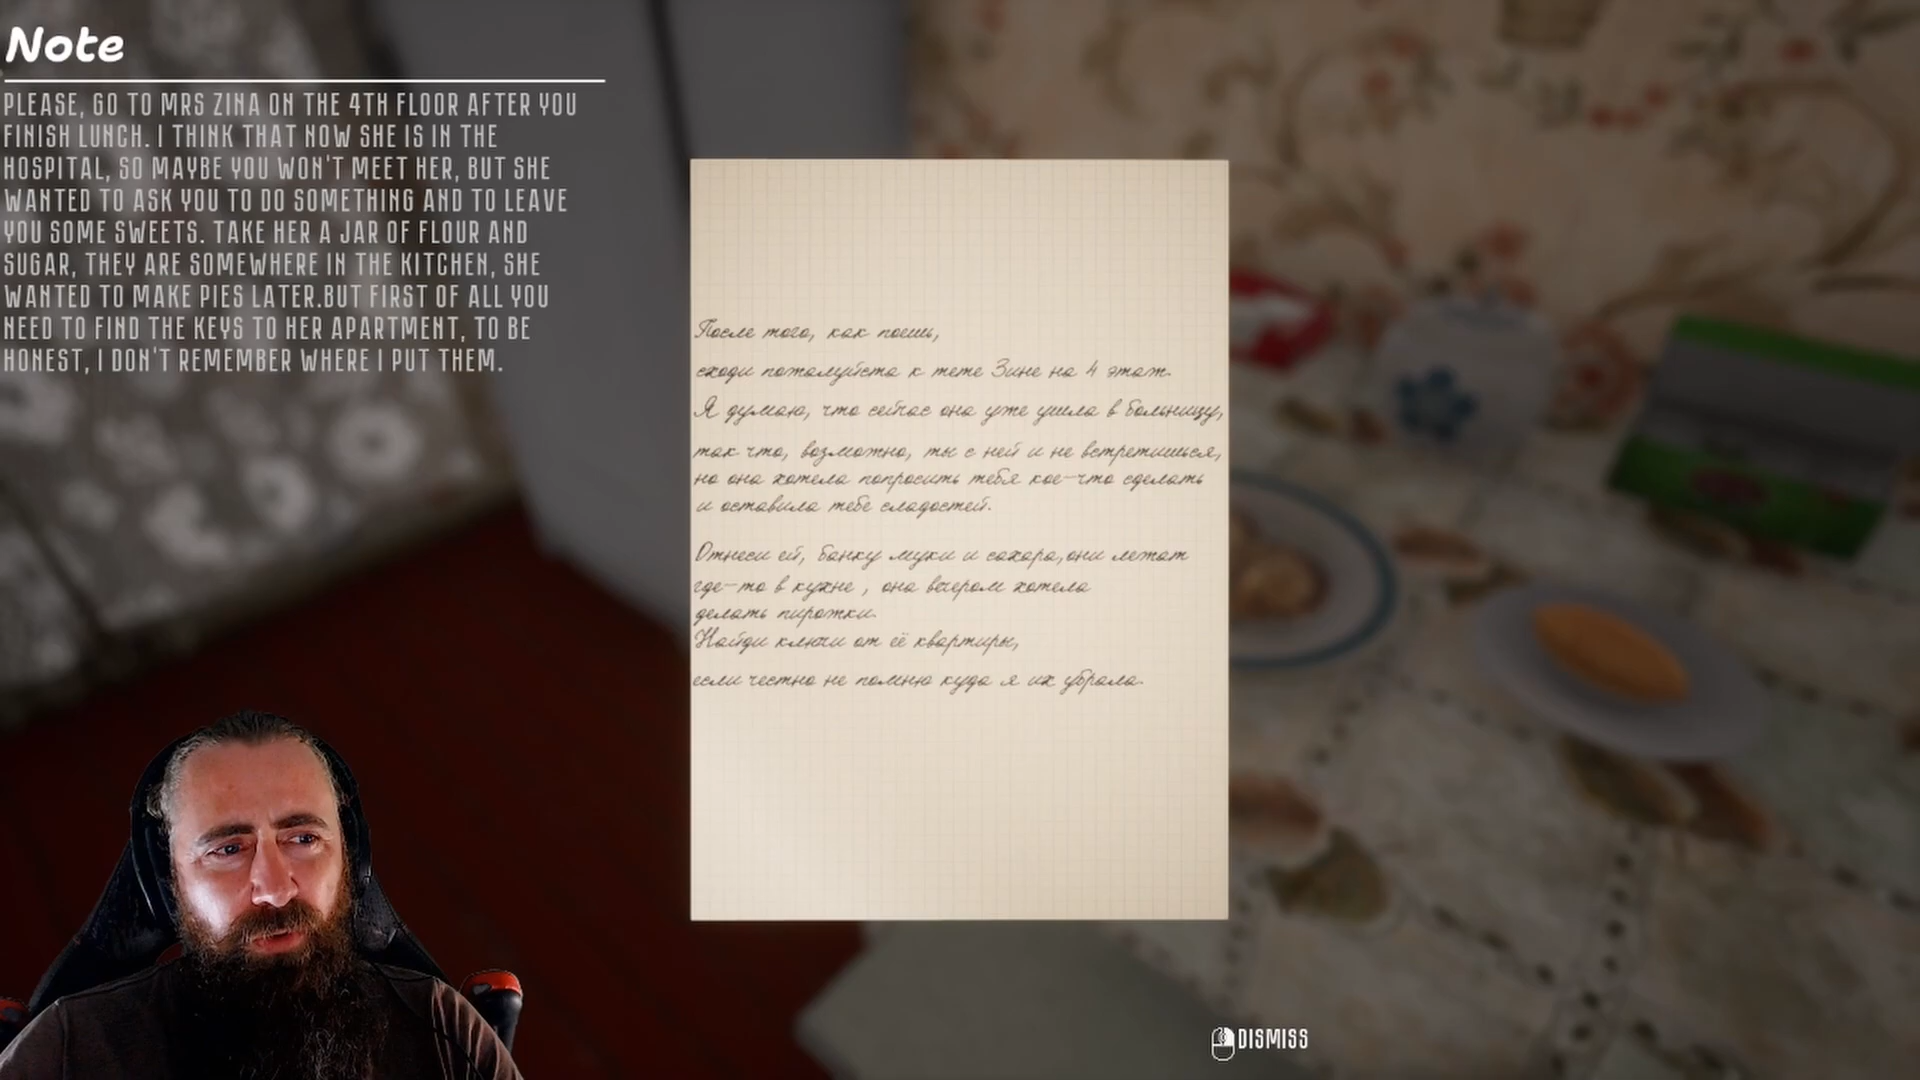 Note
PLEASE, GO TO MRS ZINA ON THE 4TH FLOOR AFTER YOU
FINISH LUNCH. I THINK THAT NOW SHE IS IN THE
HOSPITAL, SO MAYBE YOU WON'T MEET HER, BUT SHE
WANTED TO ASK YOU TO DO SOMETHING AND TO LEAVE
YOU SOME SWEETS. TAKE HER A JAR OF FLOUR AND
SUGAR, THEY ARE SOMEWHERE IN THE KITCHEN, SHE
WANTED TO MAKE PIES LATER.BUT FIRST OF ALL YOU
NEED TO FIND THE KEYS TO HER APARTMENT, TO BE
HONEST, I DON'T REMEMBER WHERE I PUT THEM.
После того, как поешь,
сходи пожалуйста к тете Зине на 4 этаж.
Я думаю, что сейчас она уже ушла в больницу,
так что, возможно, ты с ней и не встретишься,
но она хотела попросить тебя кое-что сделать
и оставила тебе сладостей.
Отнеси ей, банку муки и сахара, они лежат
где-то в кухне , она вечером хотела
делать пирожки.
Найди ключи от её квартиры,
если честно не помню куда я их убрала.
DISMISS